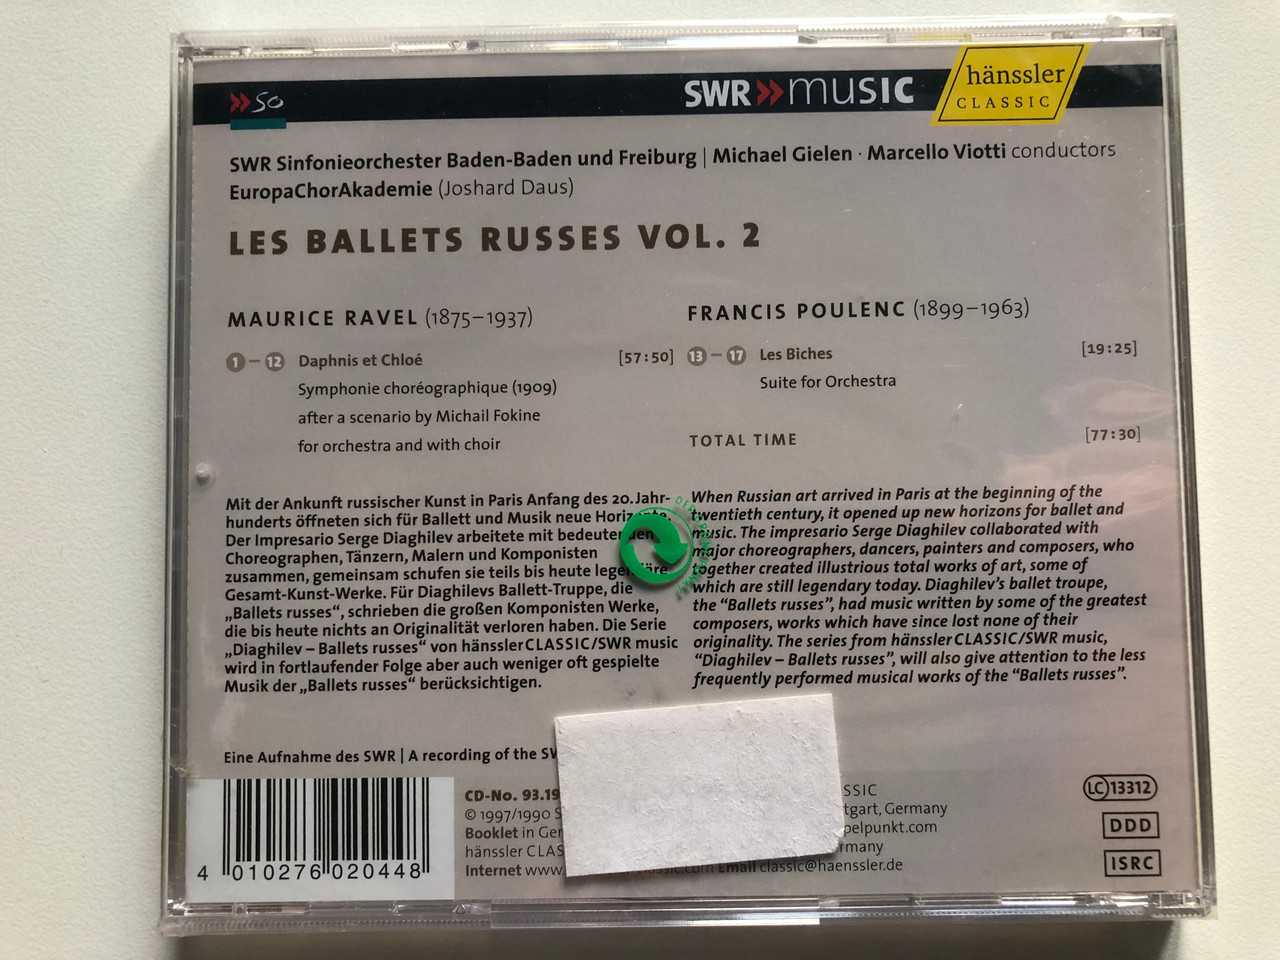 »50
SWR»music
hänssler
CLASSIC
SWR Sinfonieorchester Baden-Baden und Freiburg | Michael Gielen · Marcello Viotti conductors
EuropaChorAkademie (Joshard Daus)
LES BALLETS RUSSES VOL. 2
MAURICE RAVEL (1875–1937)
1 – 12 Daphnis et Chloé [57:50]
Symphonie choréographique (1909)
after a scenario by Michail Fokine
for orchestra and with choir
FRANCIS POULENC (1899–1963)
13 – 17 Les Biches [19:25]
Suite for Orchestra
TOTAL TIME [77:30]
Mit der Ankunft russischer Kunst in Paris Anfang des 20. Jahr-
hunderts öffneten sich für Ballett und Musik neue Horizonte.
Der Impresario Serge Diaghilev arbeitete mit bedeutenden
Choreographen, Tänzern, Malern und Komponisten
zusammen, gemeinsam schufen sie teils bis heute legendäre
Gesamt-Kunst-Werke. Für Diaghilevs Ballett-Truppe, die
„Ballets russes“, schrieben die großen Komponisten Werke,
die bis heute nichts an Originalität verloren haben. Die Serie
„Diaghilev – Ballets russes“ von hänssler CLASSIC/SWR music
wird in fortlaufender Folge aber auch weniger oft gespielte
Musik der „Ballets russes“ berücksichtigen.
When Russian art arrived in Paris at the beginning of the
twentieth century, it opened up new horizons for ballet and
music. The impresario Serge Diaghilev collaborated with
major choreographers, dancers, painters and composers, who
together created illustrious total works of art, some of
which are still legendary today. Diaghilev’s ballet troupe,
the “Ballets russes”, had music written by some of the greatest
composers, works which have since lost none of their
originality. The series from hänssler CLASSIC/SWR music,
“Diaghilev – Ballets russes”, will also give attention to the less
frequently performed musical works of the “Ballets russes”.
Eine Aufnahme des SWR | A recording of the
CD-No. 93.19
© 1997/1990
Booklet in
hänssler
Internet www.
Germany
Email classic@haenssler.de
LC 13312
DDD
ISRC
4 010276 020448